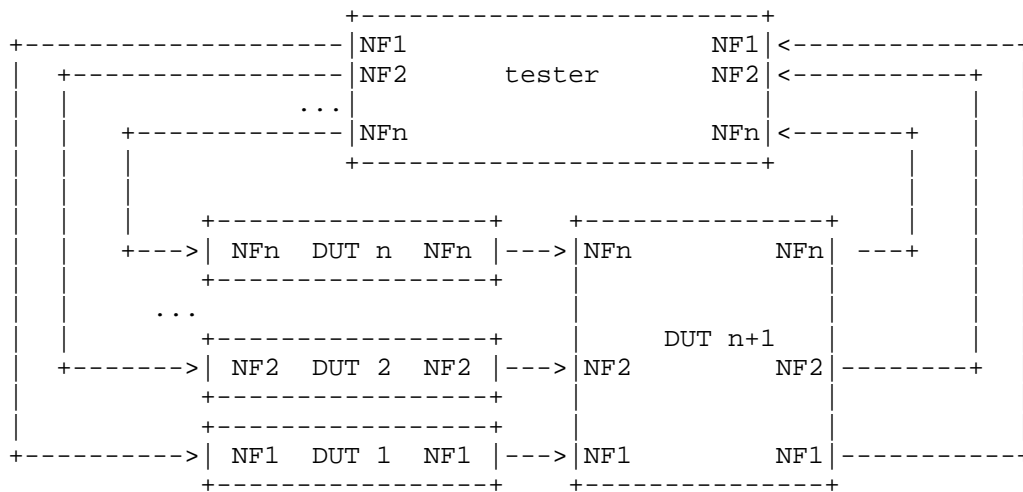 NF1 NF1
NF2 tester NF2
...
NFn NFn
NFn DUT n NFn NFn NFn
...
DUT n+1
NF2 DUT 2 NF2 NF2 NF2
NF1 DUT 1 NF1 NF1 NF1